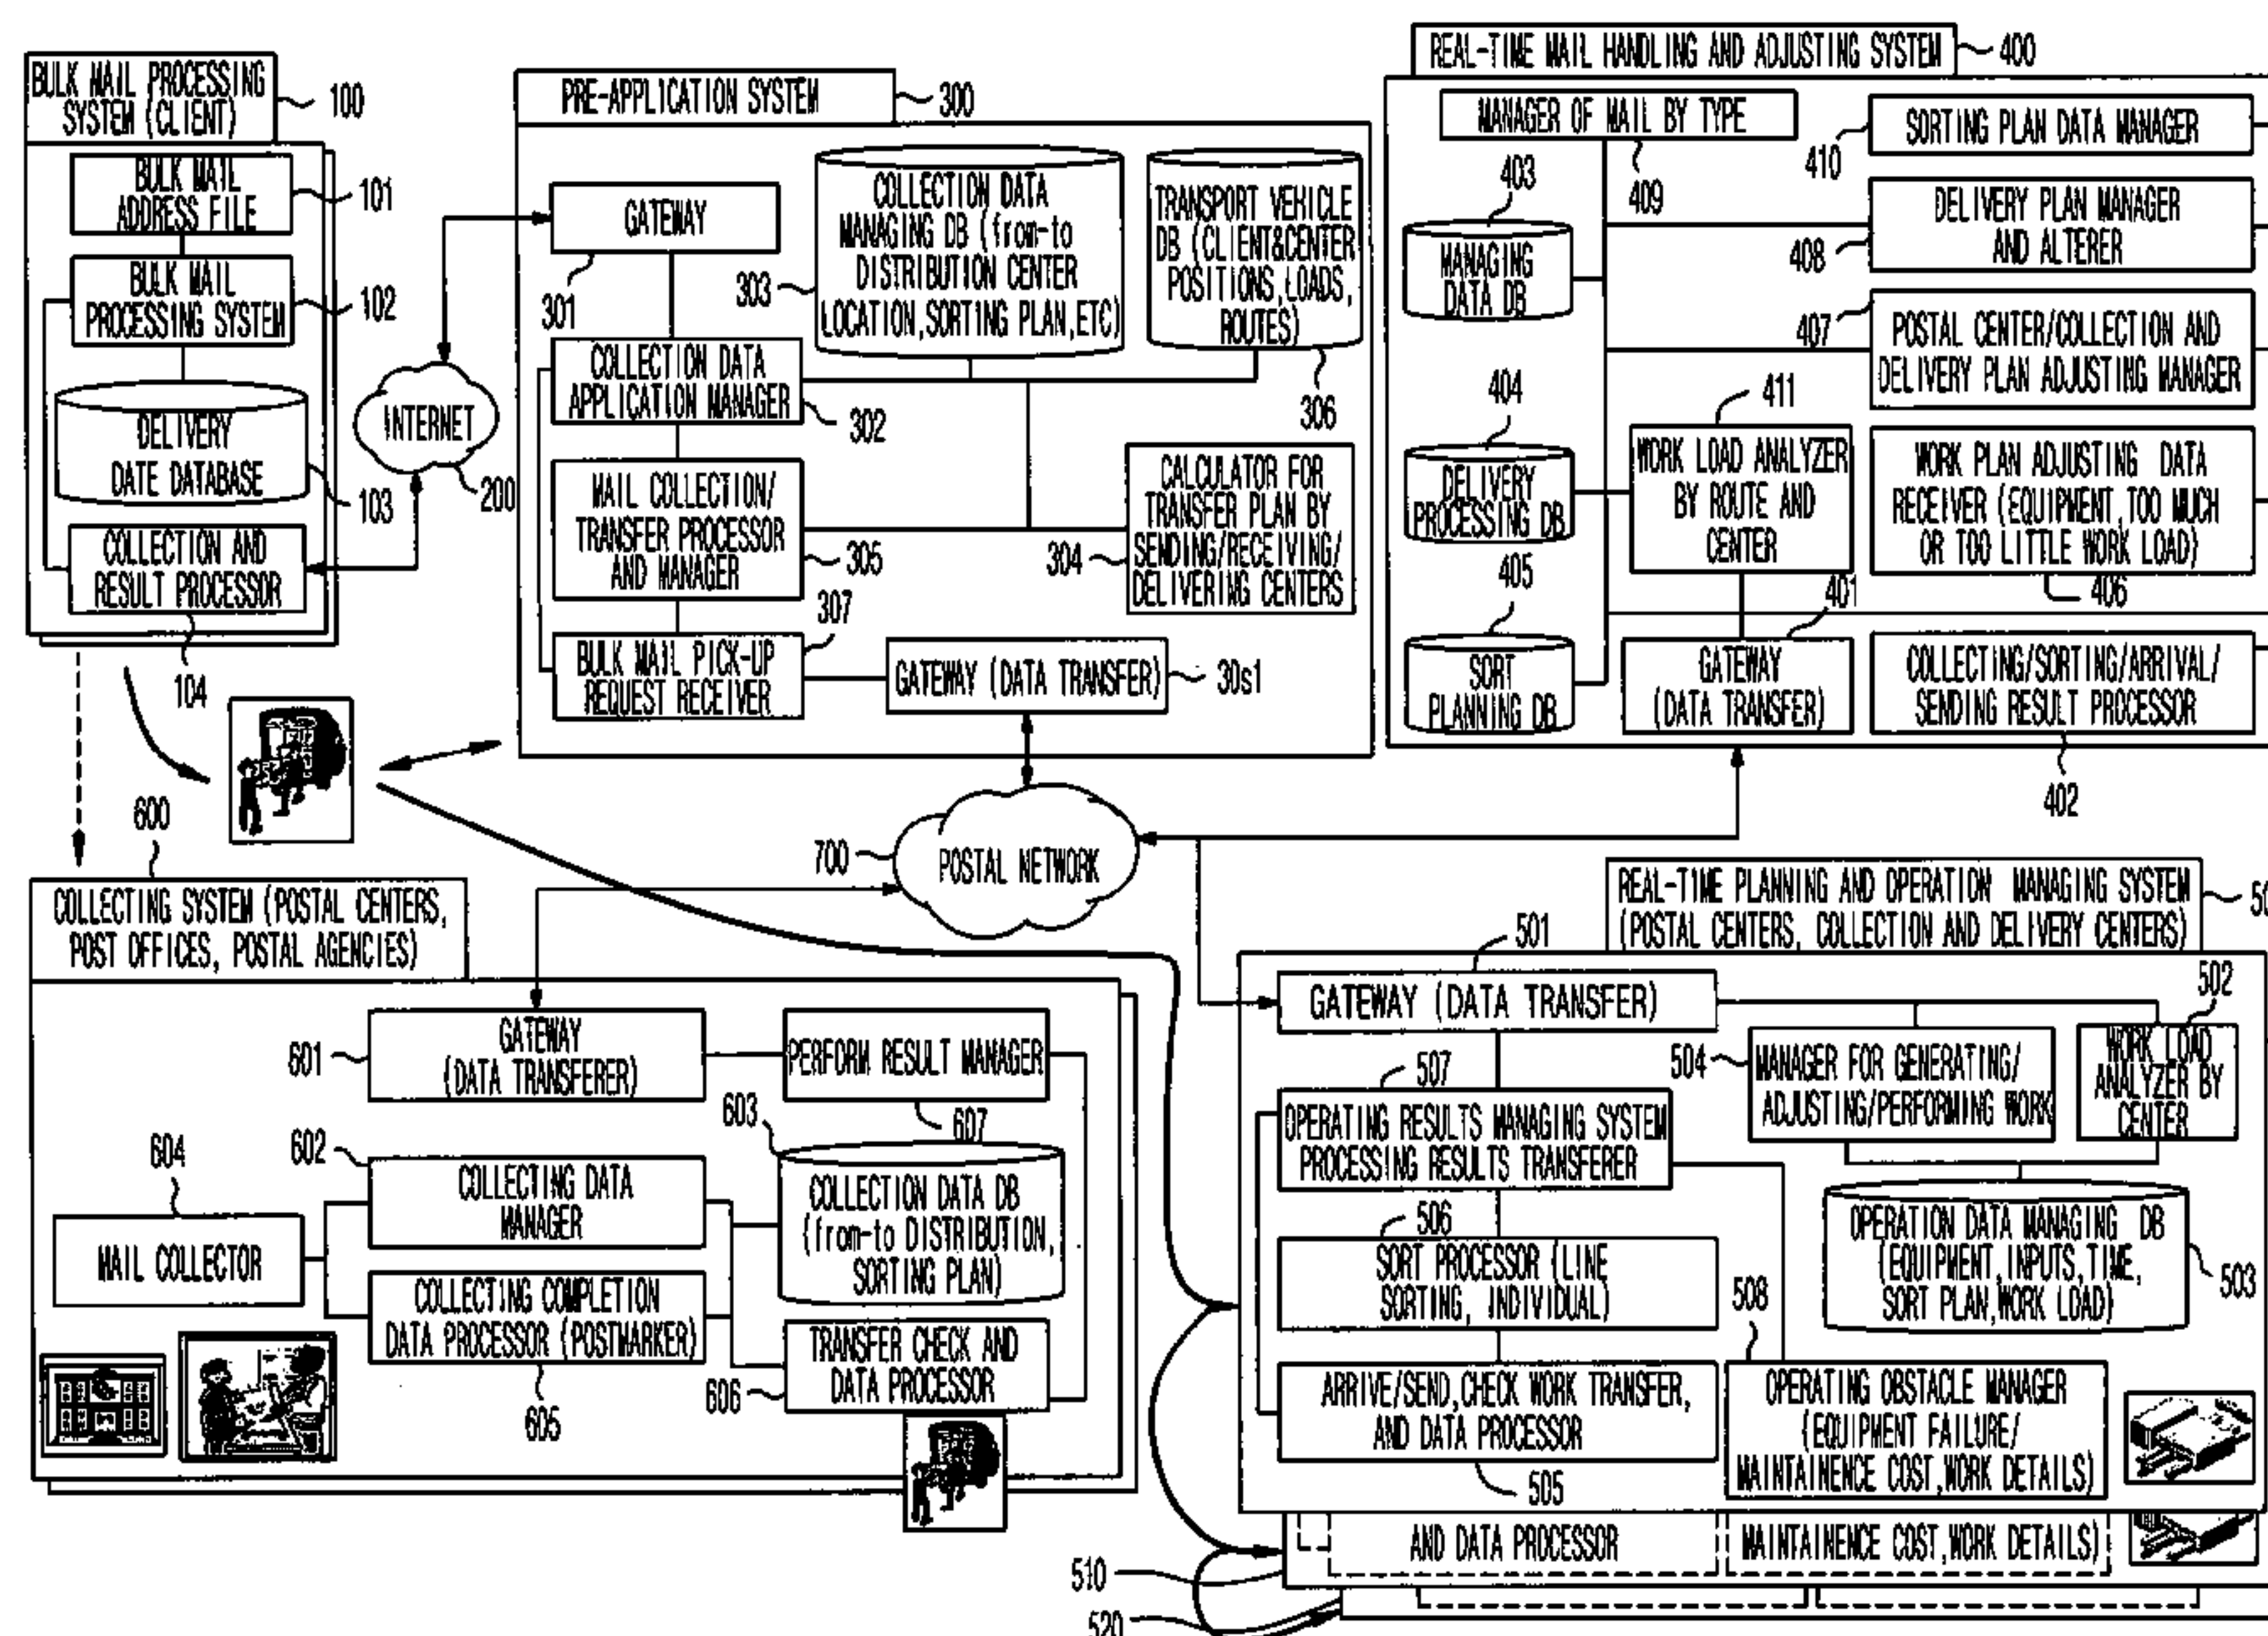 BULK MAIL PROCESSING
SYSTEM (CLIENT)
100
BULK MAIL
ADDRESS FILE
101
BULK MAIL
PROCESSING SYSTEM
102
DELIVERY
DATE DATABASE
103
COLLECTION AND
RESULT PROCESSOR
104
INTERNET
200
PRE-APPLICATION SYSTEM
300
GATEWAY
301
COLLECTION DATA
MANAGING DB (from-to
DISTRIBUTION CENTER
LOCATION,SORTING PLAN,ETC)
303
TRANSPORT VEHICLE
DB (CLIENT&CENTER
POSITIONS,LOADS,
ROUTES)
306
COLLECTION DATA
APPLICATION MANAGER
302
MAIL COLLECTION/
TRANSFER PROCESSOR
AND MANAGER
305
CALCULATOR FOR
TRANSFER PLAN BY
SENDING/RECEIVING/
DELIVERING CENTERS
304
307
BULK MAIL PICK-UP
REQUEST RECEIVER
GATEWAY (DATA TRANSFER)
30s1
REAL-TIME MAIL HANDLING AND ADJUSTING SYSTEM
400
MANAGER OF MAIL BY TYPE
409
SORTING PLAN DATA MANAGER
410
403
MANAGING
DATA DB
DELIVERY PLAN MANAGER
AND ALTERER
408
407
POSTAL CENTER/COLLECTION AND
DELIVERY PLAN ADJUSTING MANAGER
404
DELIVERY
PROCESSING DB
411
WORK LOAD ANALYZER
BY ROUTE AND
CENTER
WORK PLAN ADJUSTING DATA
RECEIVER (EQUIPMENT,TOO MUCH
OR TOO LITTLE WORK LOAD)
406
405
SORT
PLANNING DB
401
GATEWAY
(DATA TRANSFER)
COLLECTING/SORTING/ARRIVAL/
SENDING RESULT PROCESSOR
402
700
POSTAL NETWORK
600
COLLECTING SYSTEM (POSTAL CENTERS,
POST OFFICES, POSTAL AGENCIES)
601
GATEWAY
(DATA TRANSFERER)
PERFORM RESULT MANAGER
607
604
MAIL COLLECTOR
602
COLLECTING DATA
MANAGER
603
COLLECTION DATA DB
(from-to DISTRIBUTION,
SORTING PLAN)
COLLECTING COMPLETION
DATA PROCESSOR (POSTMARKER)
605
TRANSFER CHECK AND
DATA PROCESSOR
606
REAL-TIME PLANNING AND OPERATION MANAGING SYSTEM
(POSTAL CENTERS, COLLECTION AND DELIVERY CENTERS)
501
GATEWAY (DATA TRANSFER)
502
WORK LOAD
ANALYZER BY
CENTER
504
MANAGER FOR GENERATING/
ADJUSTING/PERFORMING WORK
507
OPERATING RESULTS MANAGING SYSTEM
PROCESSING RESULTS TRANSFERER
506
SORT PROCESSOR (LINE
SORTING, INDIVIDUAL)
OPERATION DATA MANAGING DB
(EQUIPMENT,INPUTS,TIME,
SORT PLAN,WORK LOAD)
503
508
ARRIVE/SEND,CHECK WORK TRANSFER,
AND DATA PROCESSOR
505
OPERATING OBSTACLE MANAGER
(EQUIPMENT FAILURE/
MAINTAINENCE COST,WORK DETAILS)
AND DATA PROCESSOR
MAINTAINENCE COST,WORK DETAILS)
510
520